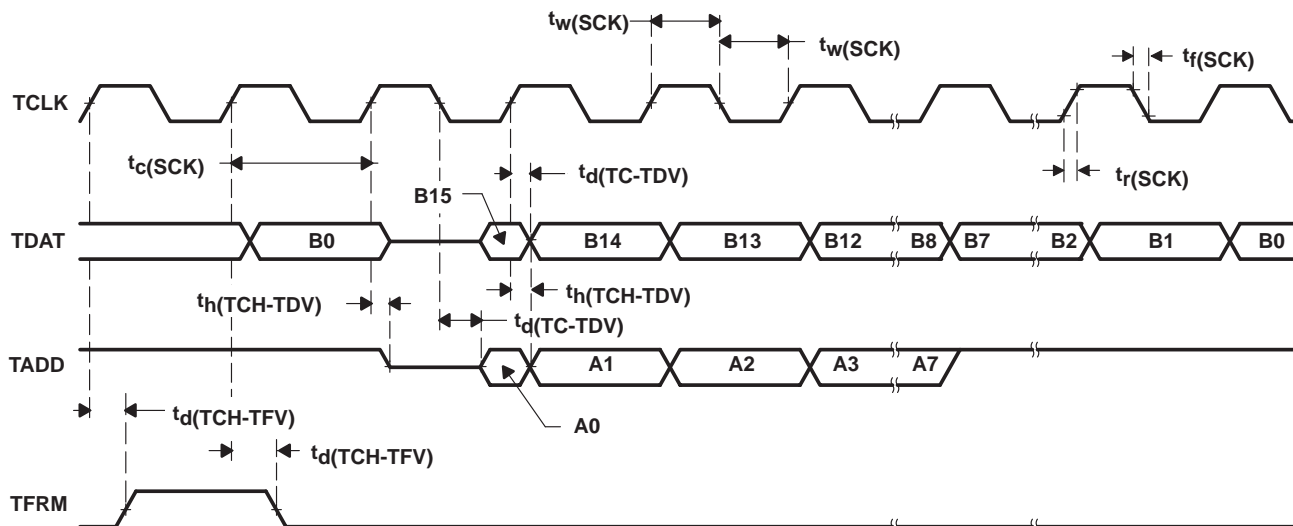 tw(SCK)
tw(SCK)
tf(SCK)
TCLK
tc(SCK)
td(TC-TDV)
tr(SCK)
B15
TDAT
B0
B14
B13
B12
B8
B7
B2
B1
B0
th(TCH-TDV)
th(TCH-TDV)
td(TC-TDV)
TADD
A1
A2
A3
A7
td(TCH-TFV)
A0
td(TCH-TFV)
TFRM